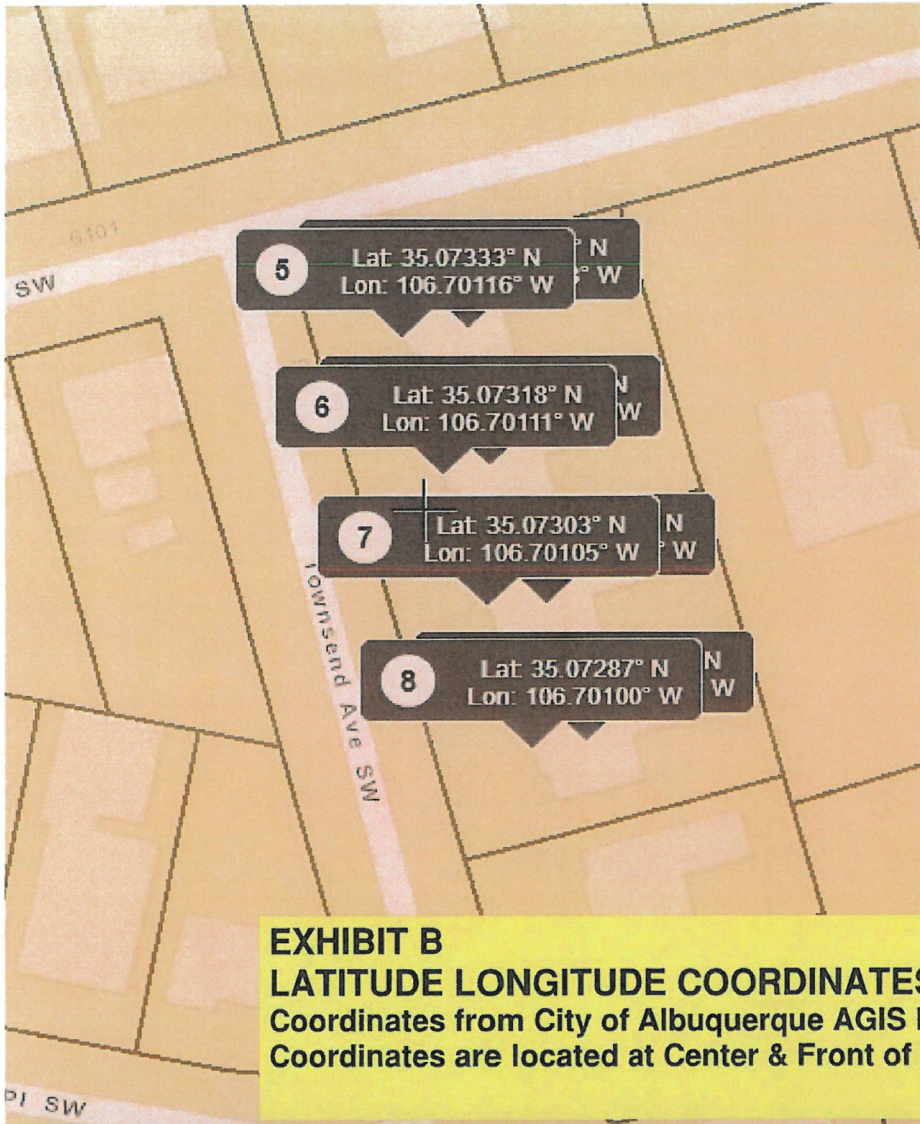 6101
SW
5
Lat: 35.07333° N
Lon: 106.70116° W
° N
° W
6
Lat: 35.07318° N
Lon: 106.70111° W
N
W
7
Lat: 35.07303° N
Lon: 106.70105° W
N
° W
8
Lat: 35.07287° N
Lon: 106.70100° W
N
W
Townsend Ave SW
EXHIBIT B
LATITUDE LONGITUDE COORDINATES
Coordinates from City of Albuquerque AGIS
Coordinates are located at Center & Front of
Pl SW